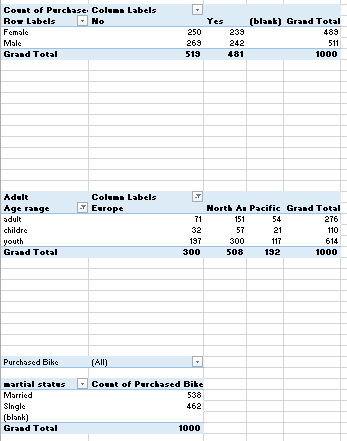 Count of Purchase Column Labels
Row Labels No Yes (blank) Grand Total
Female 250 239 489
Male 269 242 511
Grand Total 519 481 1000
Adult Column Labels
Age range Europe North Am Pacific Grand Total
adult 71 151 54 276
childre 32 57 21 110
youth 197 300 117 614
Grand Total 300 508 192 1000
Purchased Bike (All)
martial status Count of Purchased Bike
Married 538
Single 462
(blank)
Grand Total 1000